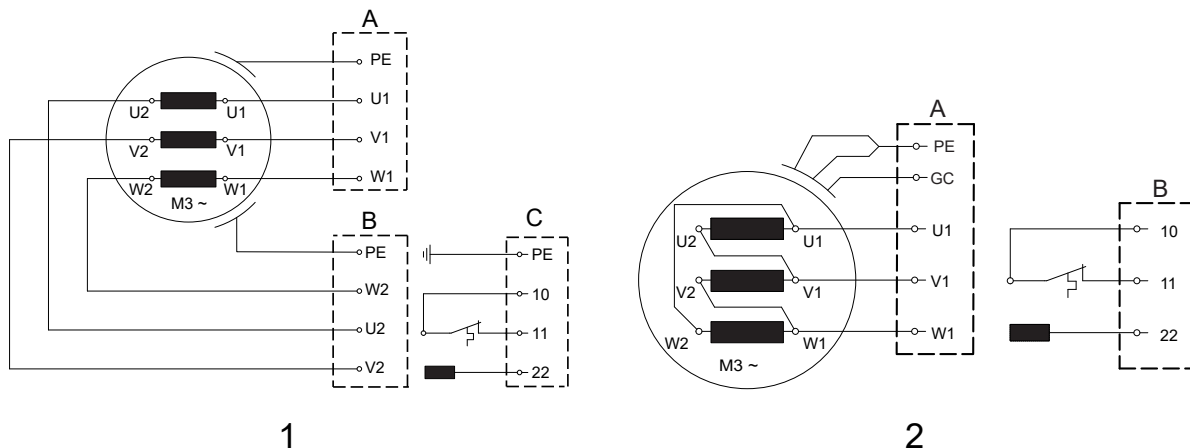 A
PE
U2 U1
U1
V2 V1
V1
W2 W1
W1
M3 ~
B
PE
W2
U2
V2
C
PE
10
11
22
1
A
PE
GC
U2 U1
U1
V2 V1
V1
W2 W1
W1
M3 ~
B
10
11
22
2